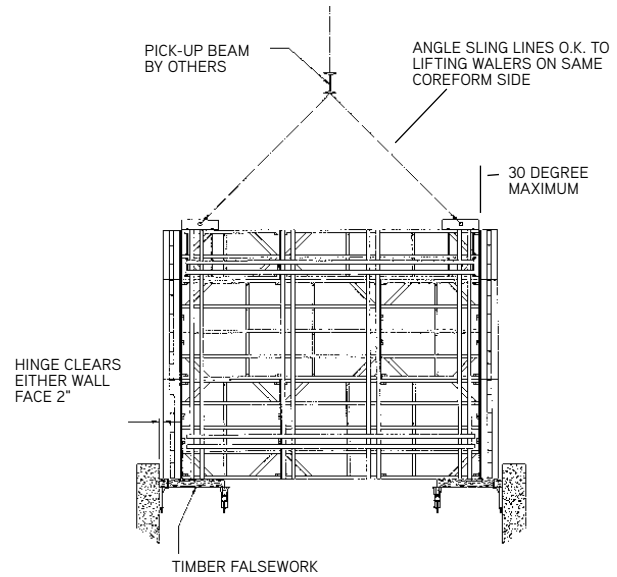 PICK-UP BEAM
BY OTHERS
ANGLE SLING LINES O.K. TO
LIFTING WALERS ON SAME
COREFORM SIDE
30 DEGREE
MAXIMUM
HINGE CLEARS
EITHER WALL
FACE 2"
TIMBER FALSEWORK